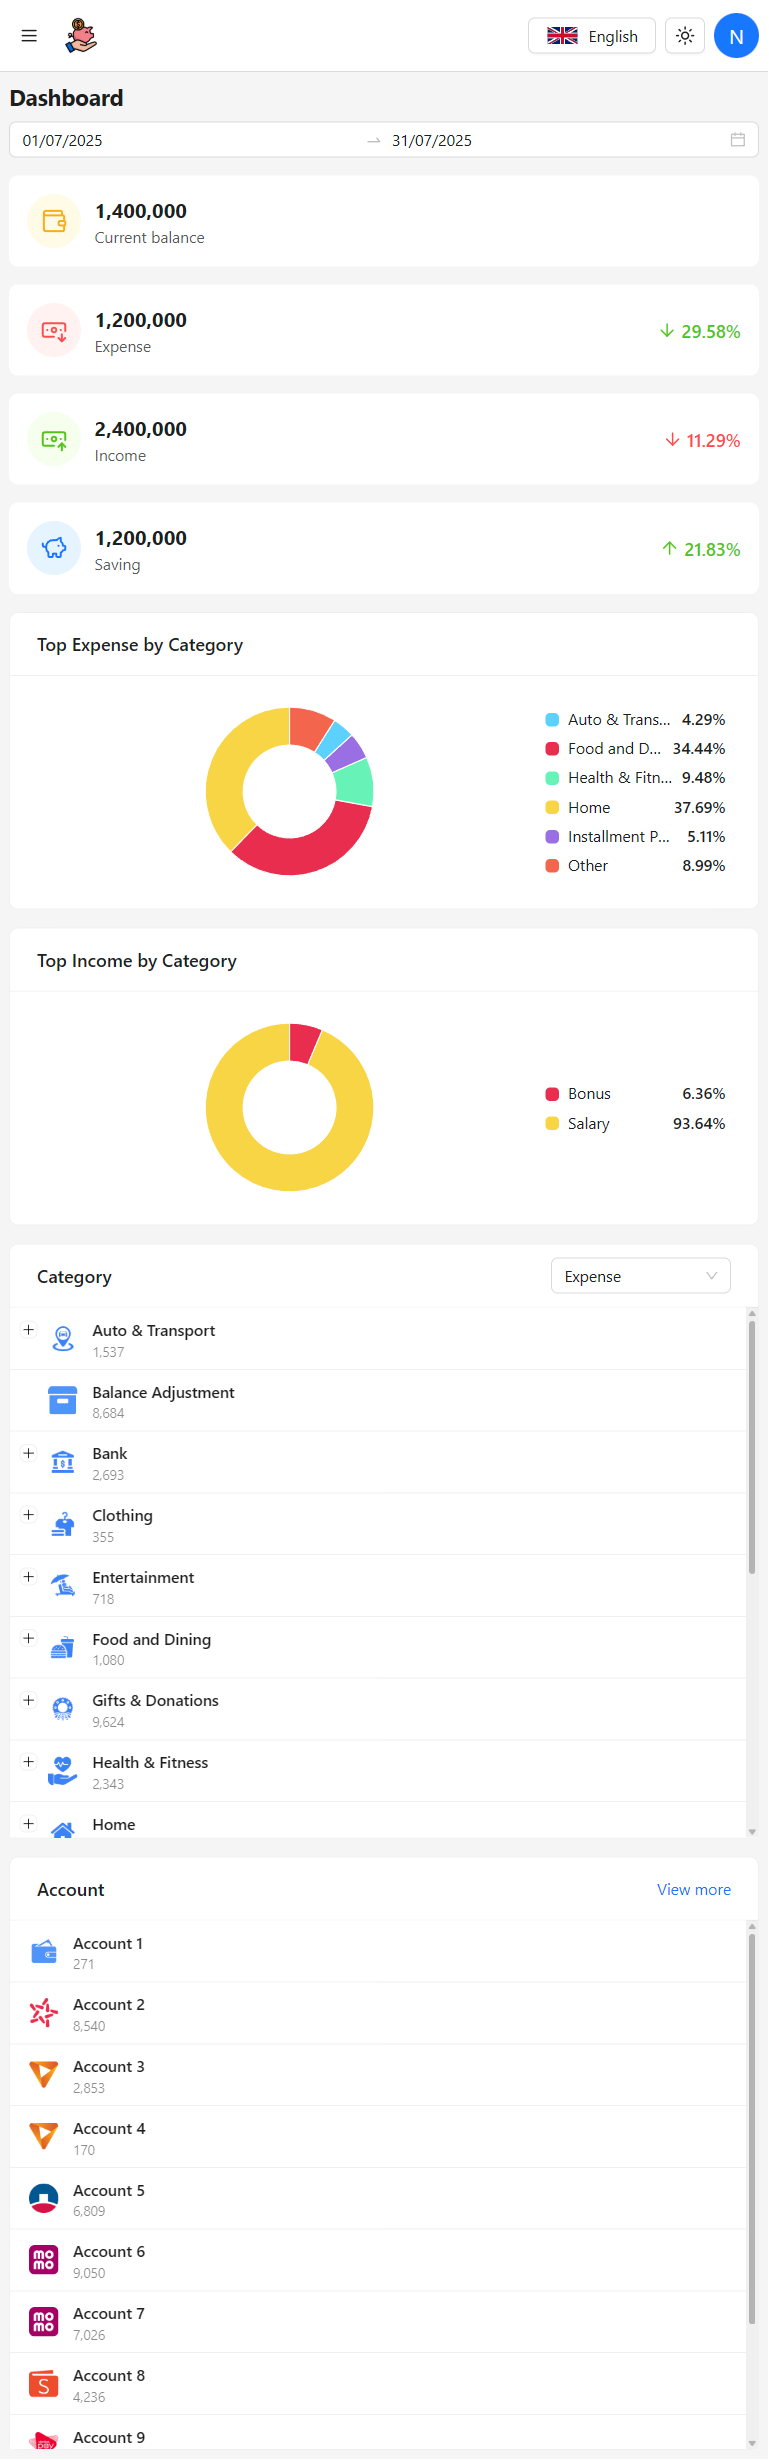 English
N
Dashboard
01/07/2025 → 31/07/2025
1,400,000
Current balance
1,200,000
Expense
↓ 29.58%
2,400,000
Income
↓ 11.29%
1,200,000
Saving
↑ 21.83%
Top Expense by Category
Auto & Trans... 4.29%
Food and D... 34.44%
Health & Fitn... 9.48%
Home 37.69%
Installment P... 5.11%
Other 8.99%
Top Income by Category
Bonus 6.36%
Salary 93.64%
Category
Expense
Auto & Transport
1,537
Balance Adjustment
8,684
Bank
2,693
Clothing
355
Entertainment
718
Food and Dining
1,080
Gifts & Donations
9,624
Health & Fitness
2,343
Home
Account
View more
Account 1
271
Account 2
8,540
Account 3
2,853
Account 4
170
Account 5
6,809
mo
mo
Account 6
9,050
mo
mo
Account 7
7,026
S
Account 8
4,236
Account 9